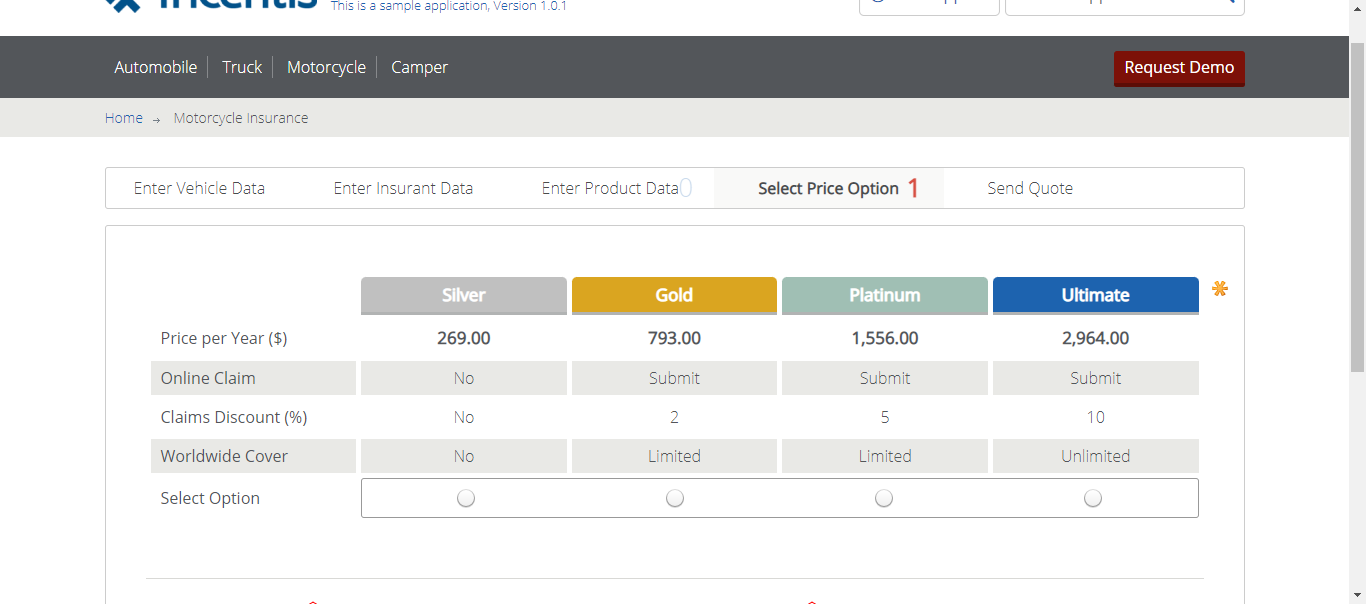 This is a sample application, Version 1.0.1
Automobile Truck Motorcycle Camper Request Demo
Home → Motorcycle Insurance
Enter Vehicle Data Enter Insurant Data Enter Product Data 0 Select Price Option 1 Send Quote
Silver Gold Platinum Ultimate *
Price per Year ($) 269.00 793.00 1,556.00 2,964.00
Online Claim No Submit Submit Submit
Claims Discount (%) No 2 5 10
Worldwide Cover No Limited Limited Unlimited
Select Option